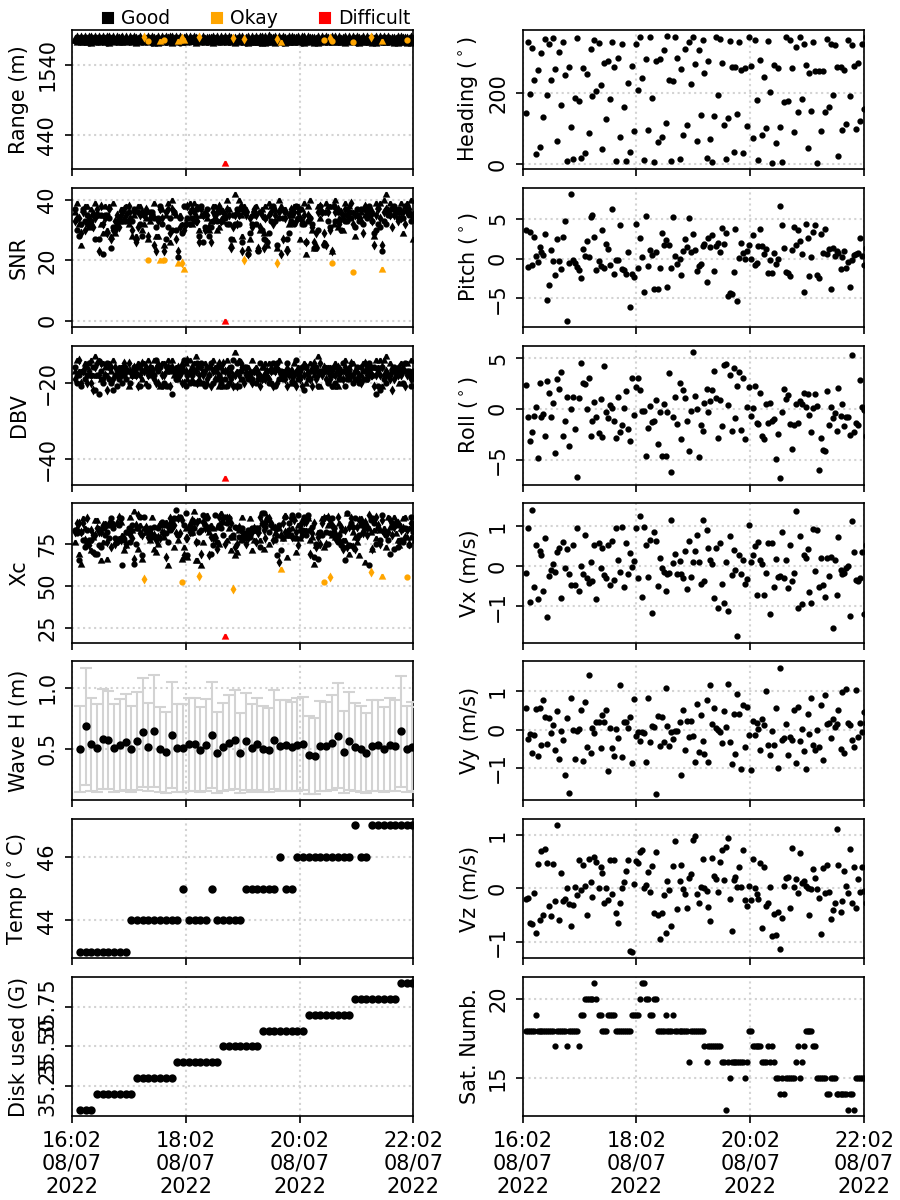 Good Okay Difficult
Range (m)
1540
440
Heading (°)
200
0
SNR
40
20
0
Pitch (°)
5
0
−5
DBV
−20
−40
Roll (°)
5
0
−5
Xc
75
50
25
Vx (m/s)
1
0
−1
Wave H (m)
1.0
0.5
Vy (m/s)
1
0
−1
Temp (°C)
46
44
Vz (m/s)
1
0
−1
Disk used (G)
Sat. Numb.
20
15
16:02 18:02 20:02 22:02
08/07 08/07 08/07 08/07
2022 2022 2022 2022
16:02 18:02 20:02 22:02
08/07 08/07 08/07 08/07
2022 2022 2022 2022